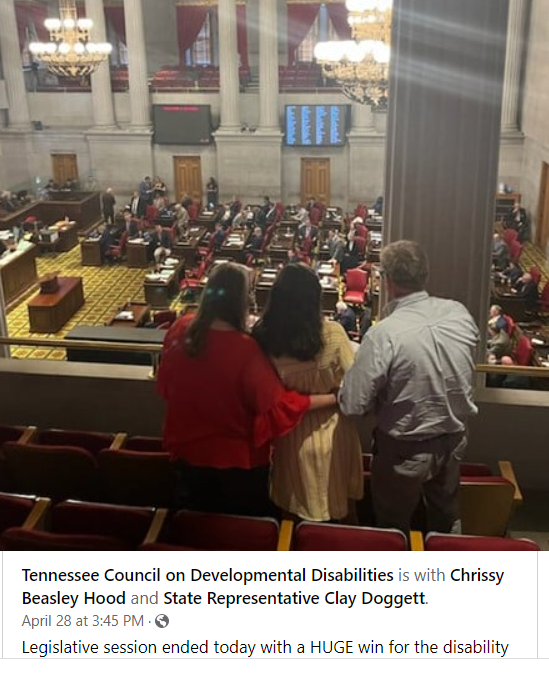 Tennessee Council on Developmental Disabilities is with Chrissy
Beasley Hood and State Representative Clay Doggett.
April 28 at 3:45 PM ·
Legislative session ended today with a HUGE win for the disability